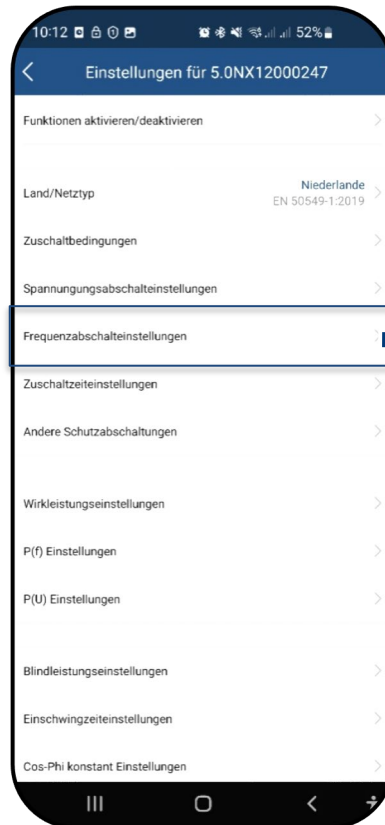 10:12 52%
Einstellungen für 5.0NX12000247
Funktionen aktivieren/deaktivieren
Land/Netztyp Niederlande
EN 50549-1:2019
Zuschaltbedingungen
Spannungungsabschalteinstellungen
Frequenzabschalteinstellungen
Zuschaltzeiteinstellungen
Andere Schutzabschaltungen
Wirkleistungseinstellungen
P(f) Einstellungen
P(U) Einstellungen
Blindleistungseinstellungen
Einschwingzeiteinstellungen
Cos-Phi konstant Einstellungen